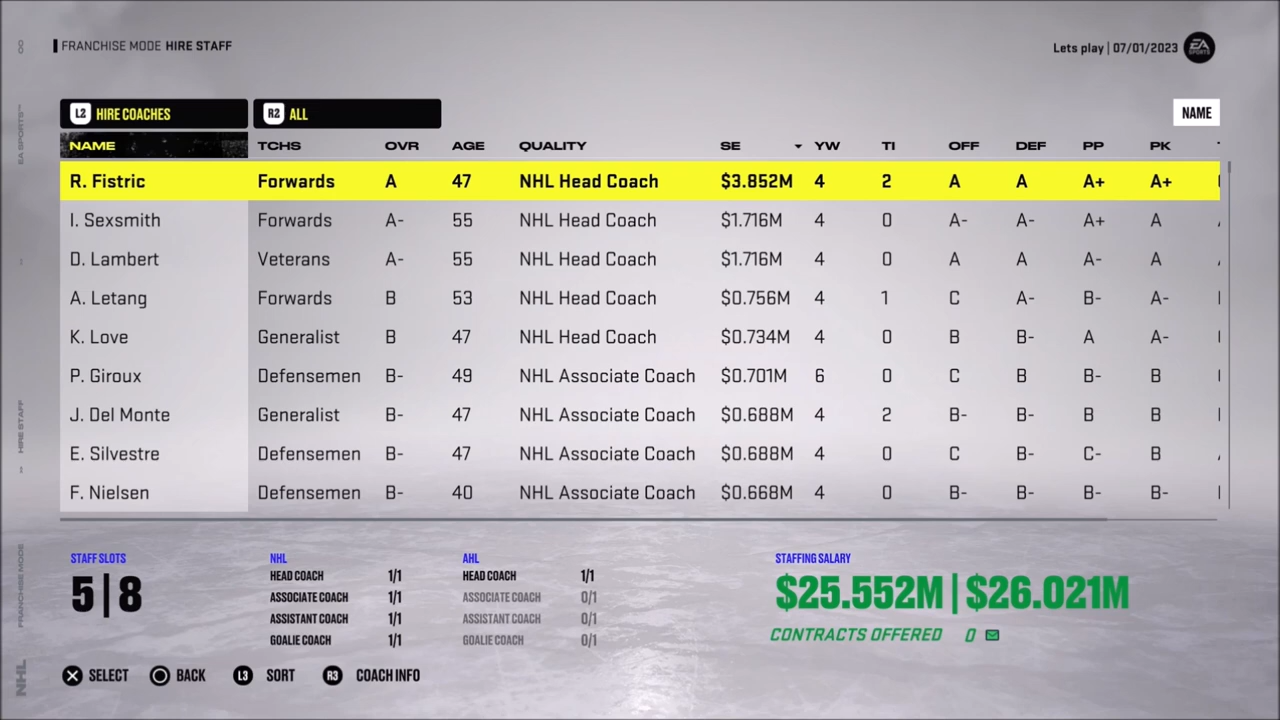 FRANCHISE MODE HIRE STAFF
Lets play | 07/01/2023
EA SPORTS
L2 HIRE COACHES R2 ALL
NAME
NAME TCHS OVR AGE QUALITY SE YW TI OFF DEF PP PK
R. Fistric Forwards A 47 NHL Head Coach $3.852M 4 2 A A A+ A+
I. Sexsmith Forwards A- 55 NHL Head Coach $1.716M 4 0 A- A- A+ A
D. Lambert Veterans A- 55 NHL Head Coach $1.716M 4 0 A A A- A
A. Letang Forwards B 53 NHL Head Coach $0.756M 4 1 C A- B- A-
K. Love Generalist B 47 NHL Head Coach $0.734M 4 0 B B- A A-
P. Giroux Defensemen B- 49 NHL Associate Coach $0.701M 6 0 C B B- B
J. Del Monte Generalist B- 47 NHL Associate Coach $0.688M 4 2 B- B- B B
E. Silvestre Defensemen B- 47 NHL Associate Coach $0.688M 4 0 C B- C- B
F. Nielsen Defensemen B- 40 NHL Associate Coach $0.668M 4 0 B- B- B- B-
STAFF SLOTS
5|8
NHL
HEAD COACH 1/1
ASSOCIATE COACH 1/1
ASSISTANT COACH 1/1
GOALIE COACH 1/1
AHL
HEAD COACH 1/1
ASSOCIATE COACH 0/1
ASSISTANT COACH 0/1
GOALIE COACH 0/1
STAFFING SALARY
$25.552M | $26.021M
CONTRACTS OFFERED 0
SELECT BACK L3 SORT R3 COACH INFO
NHL FRANCHISE MODE HIRE STAFF EA SPORTS™